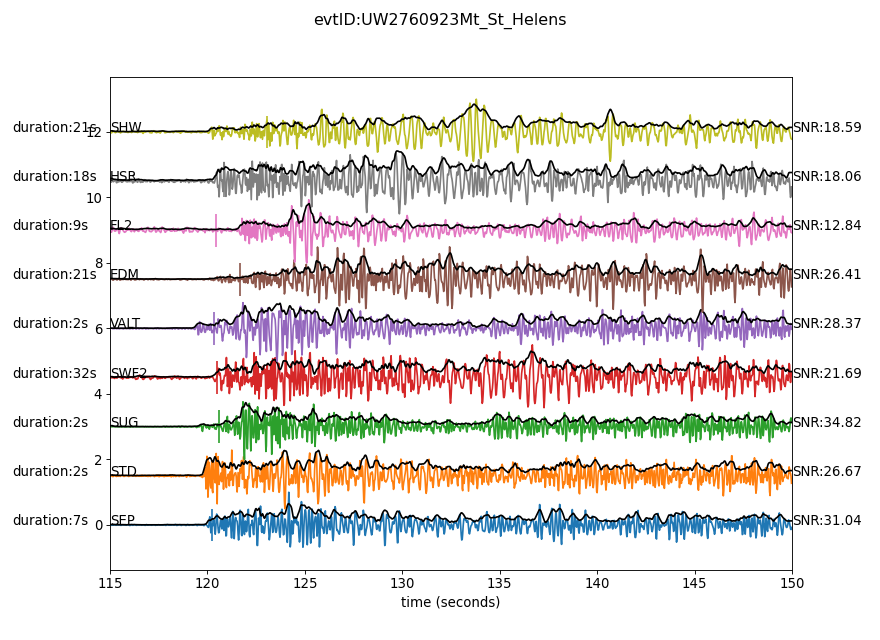 evtID:UW2760923Mt_St_Helens
duration:21s 12 SHW SNR:18.59
duration:18s HSR SNR:18.06
10
duration:9s FL2 SNR:12.84
8
duration:21s EDM SNR:26.41
duration:2s 6 VALT SNR:28.37
duration:32s SWF2 SNR:21.69
4
duration:2s SUG SNR:34.82
2
duration:2s STD SNR:26.67
duration:7s 0 SEP SNR:31.04
115 120 125 130 135 140 145 150
time (seconds)